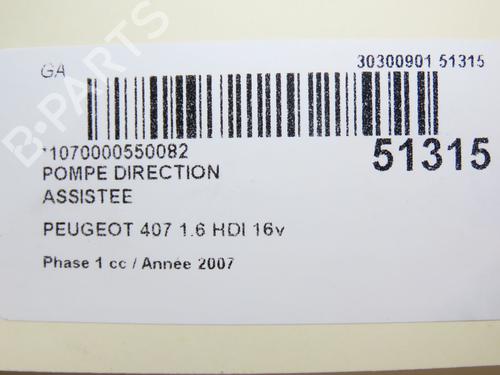 GA
30300901 51315
*1070000550082
51315
POMPE DIRECTION
ASSISTEE
PEUGEOT 407 1.6 HDI 16v
Phase 1 cc / Année 2007
B-PARTS